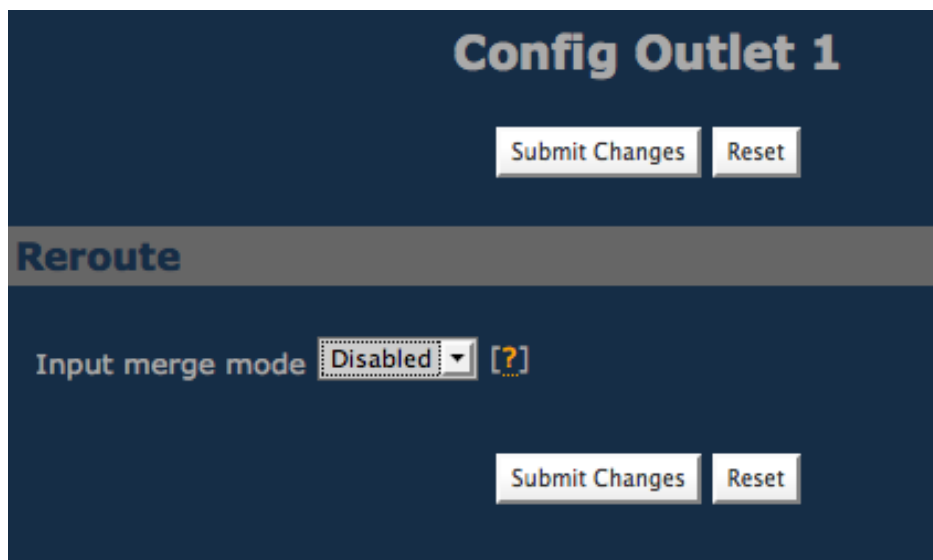 Config Outlet 1
Submit Changes Reset
Reroute
Input merge mode Disabled [?]
Submit Changes Reset